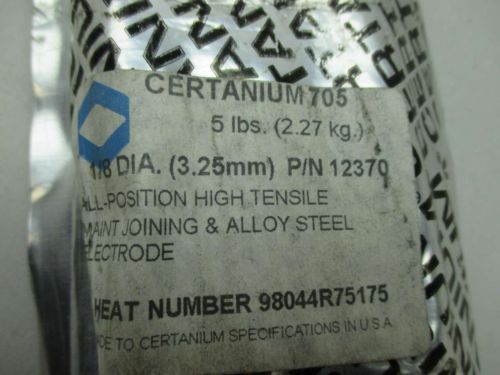 CERTANIUM 705
5 lbs. (2.27 kg.)
1/8 DIA. (3.25mm) P/N 12370
ALL-POSITION HIGH TENSILE
MAINT JOINING & ALLOY STEEL
ELECTRODE
HEAT NUMBER 98044R75175
TO CERTANIUM SPECIFICATIONS IN U.S.A.